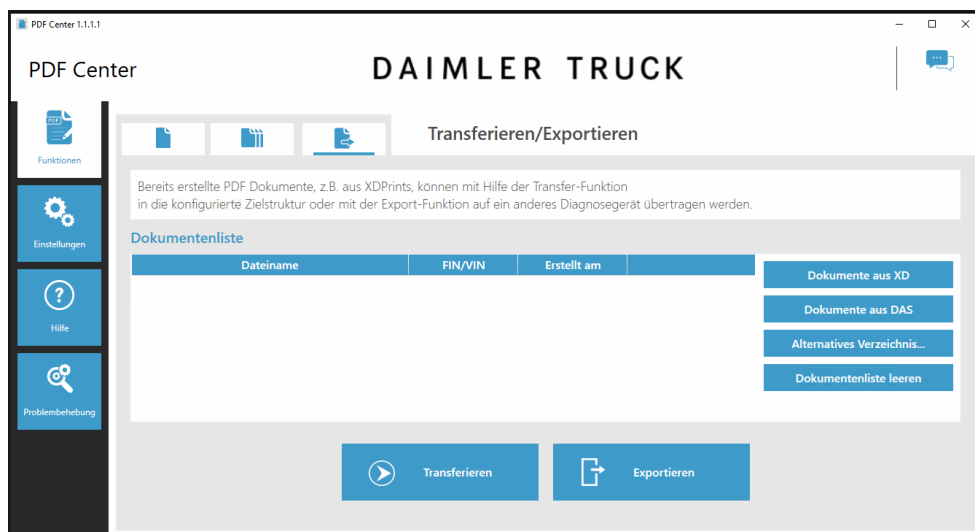 PDF Center 1.1.1.1
PDF Center
DAIMLER TRUCK
PDF
Funktionen
Transferieren/Exportieren
Bereits erstellte PDF Dokumente, z.B. aus XDPrints, können mit Hilfe der Transfer-Funktion
in die konfigurierte Zielstruktur oder mit der Export-Funktion auf ein anderes Diagnosegerät übertragen werden.
Einstellungen
Dokumentenliste
Dateiname FIN/VIN Erstellt am
Dokumente aus XD
Dokumente aus DAS
Hilfe
Alternatives Verzeichnis...
Dokumentenliste leeren
Problembehebung
Transferieren Exportieren